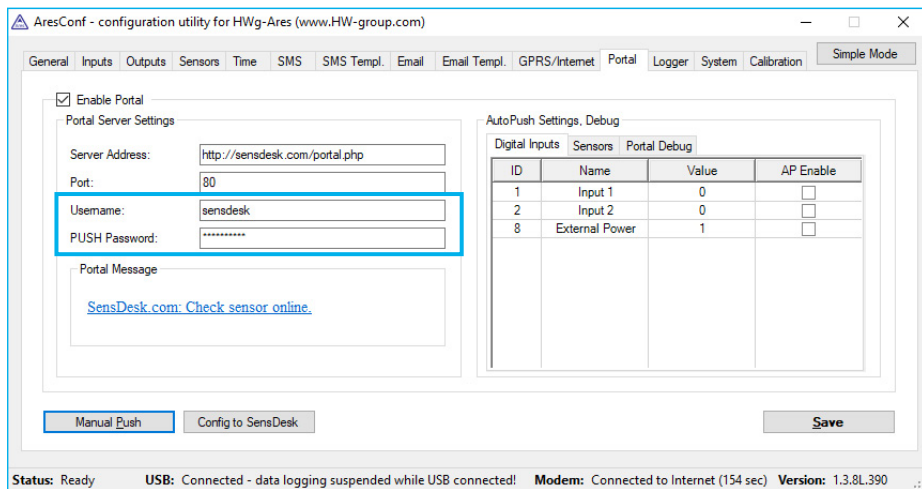 AresConf - configuration utility for HWg-Ares (www.HW-group.com)
General Inputs Outputs Sensors Time SMS SMS Templ. Email Email Templ. GPRS/Internet Portal Logger System Calibration Simple Mode
Enable Portal
Portal Server Settings
Server Address: http://sensdesk.com/portal.php
Port: 80
Username: sensdesk
PUSH Password: **********
Portal Message
SensDesk.com: Check sensor online.
AutoPush Settings, Debug
Digital Inputs Sensors Portal Debug
ID Name Value AP Enable
1 Input 1 0
2 Input 2 0
8 External Power 1
Manual Push Config to SensDesk Save
Status: Ready USB: Connected - data logging suspended while USB connected! Modem: Connected to Internet (154 sec) Version: 1.3.8L.390